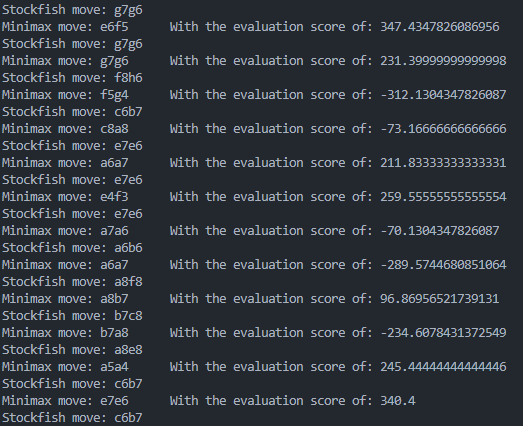 Stockfish move: g7g6
Minimax move: e6f5     With the evaluation score of: 347.4347826086956
Stockfish move: g7g6
Minimax move: g7g6     With the evaluation score of: 231.39999999999998
Stockfish move: f8h6
Minimax move: f5g4     With the evaluation score of: -312.1304347826087
Stockfish move: c6b7
Minimax move: c8a8     With the evaluation score of: -73.16666666666666
Stockfish move: e7e6
Minimax move: a6a7     With the evaluation score of: 211.83333333333331
Stockfish move: e7e6
Minimax move: e4f3     With the evaluation score of: 259.55555555555554
Stockfish move: e7e6
Minimax move: a7a6     With the evaluation score of: -70.1304347826087
Stockfish move: a6b6
Minimax move: a6a7     With the evaluation score of: -289.5744680851064
Stockfish move: a8f8
Minimax move: a8b7     With the evaluation score of: 96.86956521739131
Stockfish move: b7c8
Minimax move: b7a8     With the evaluation score of: -234.6078431372549
Stockfish move: a8e8
Minimax move: a5a4     With the evaluation score of: 245.44444444444446
Stockfish move: c6b7
Minimax move: e7e6     With the evaluation score of: 340.4
Stockfish move: c6b7